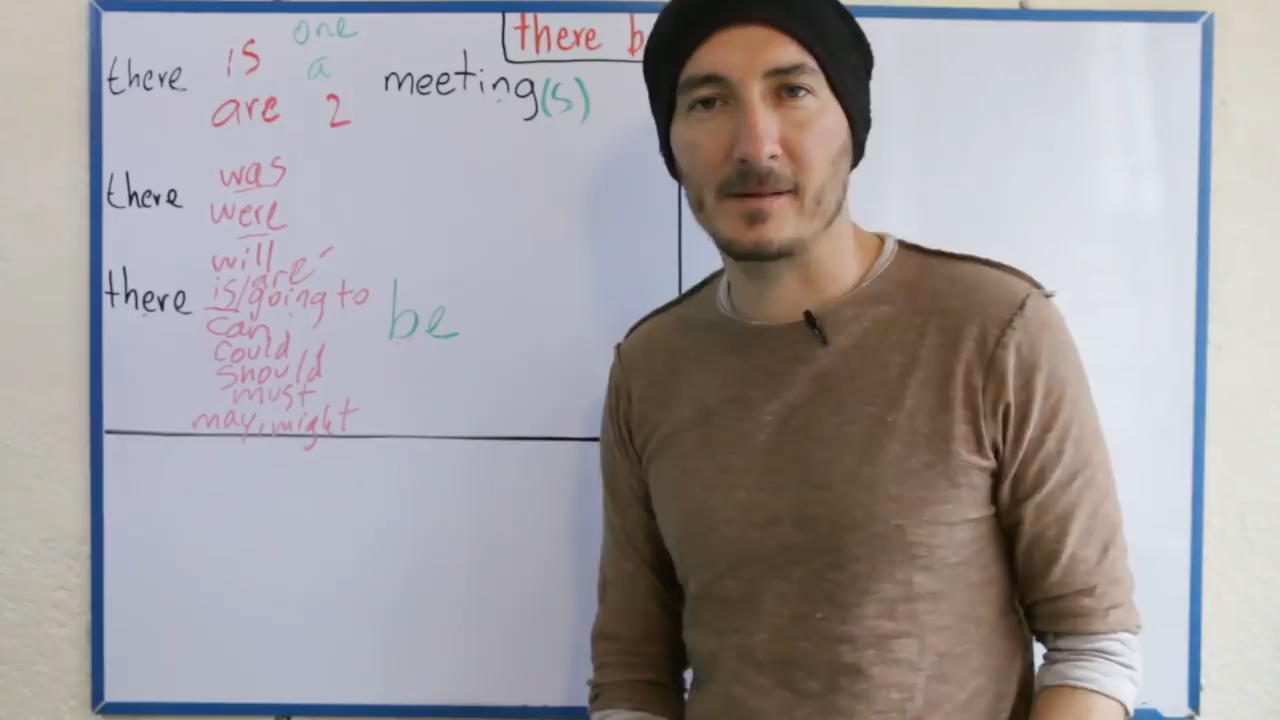 there b
one
there is a meeting(s)
are 2
was
there
were
will
are
there is/going to be
can
could
should
must
may, might